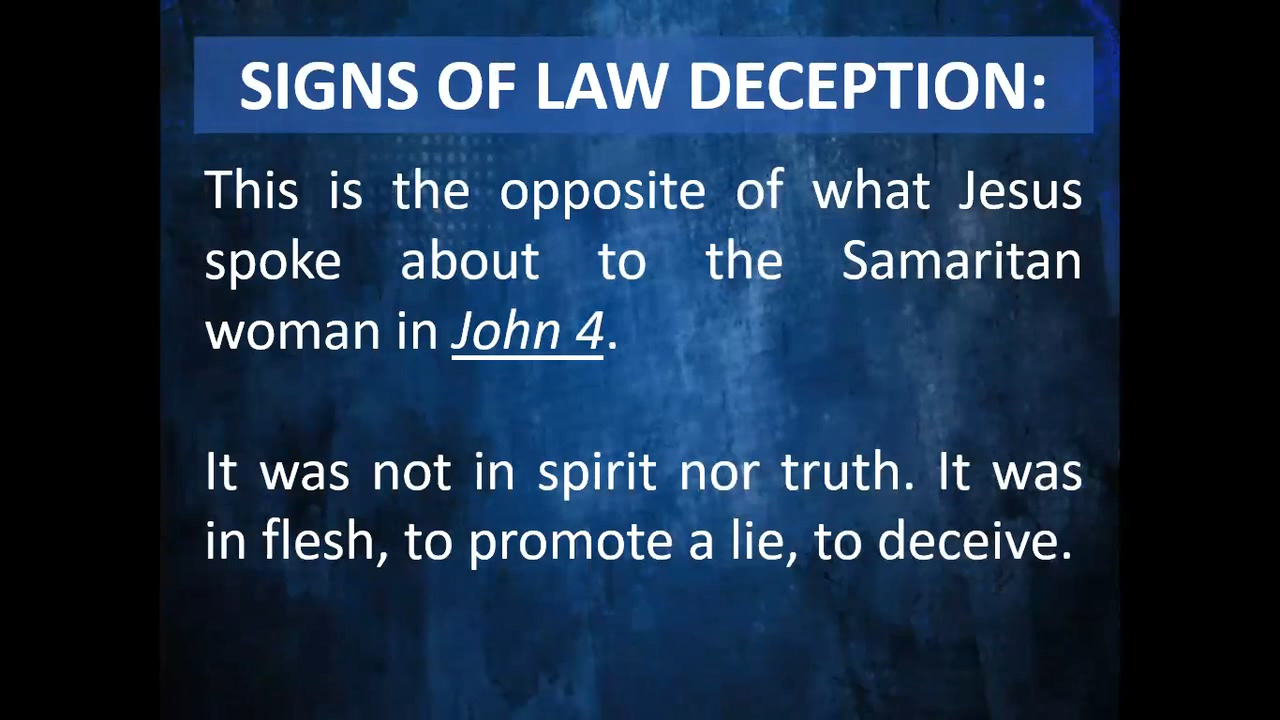 SIGNS OF LAW DECEPTION:
This is the opposite of what Jesus
spoke about to the Samaritan
woman in John 4.
It was not in spirit nor truth. It was
in flesh, to promote a lie, to deceive.